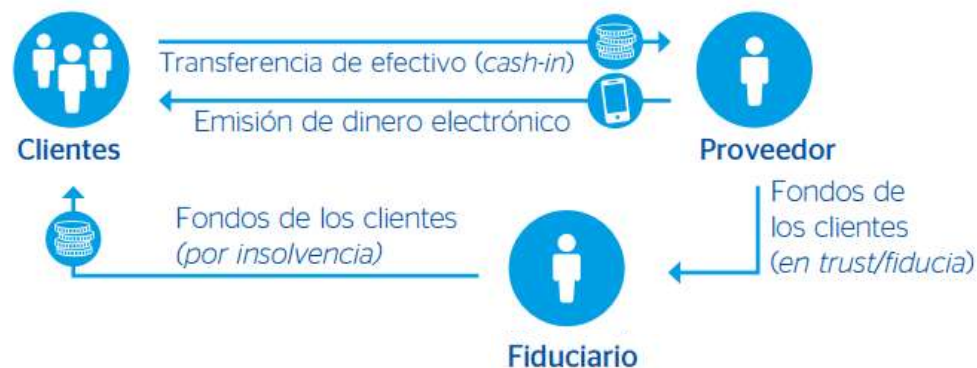 Transferencia de efectivo (cash-in)
Emisión de dinero electrónico
Clientes
Proveedor
Fondos de los clientes
(por insolvencia)
Fondos de
los clientes
(en trust/fiducia)
Fiduciario